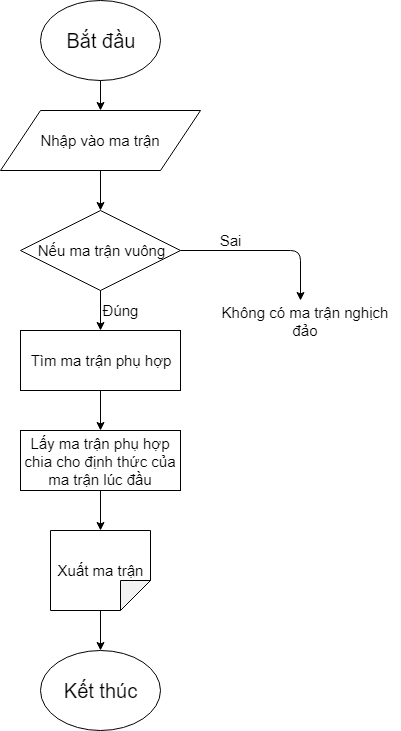 Bắt đầu
Nhập vào ma trận
Nếu ma trận vuông
Sai
Đúng
Không có ma trận nghịch
đảo
Tìm ma trận phụ hợp
Lấy ma trận phụ hợp
chia cho định thức của
ma trận lúc đầu
Xuất ma trận
Kết thúc